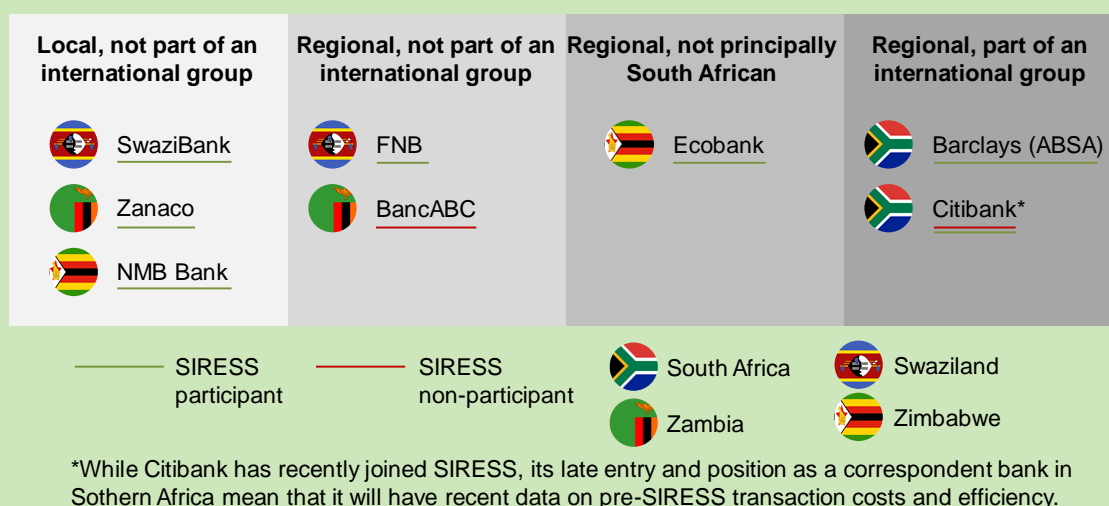 Local, not part of an
international group
Regional, not part of an
international group
Regional, not principally
South African
Regional, part of an
international group
SwaziBank
Zanaco
NMB Bank
FNB
BancABC
Ecobank
Barclays (ABSA)
Citibank*
SIRESS
participant
SIRESS
non-participant
South Africa
Swaziland
Zambia
Zimbabwe
*While Citibank has recently joined SIRESS, its late entry and position as a correspondent bank in
Sothern Africa mean that it will have recent data on pre-SIRESS transaction costs and efficiency.